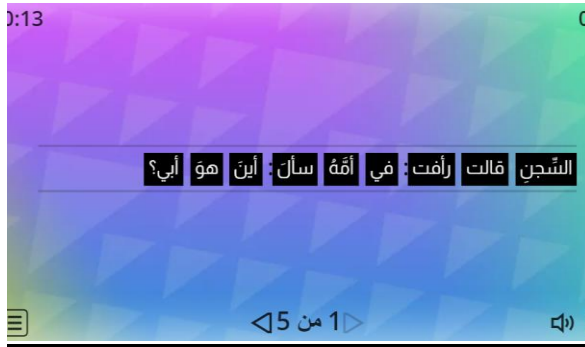 0:13
السِّجنِ قالت رأفت: في أمَّهُ سألَ: أينَ هوَ أبي؟
1 من 5